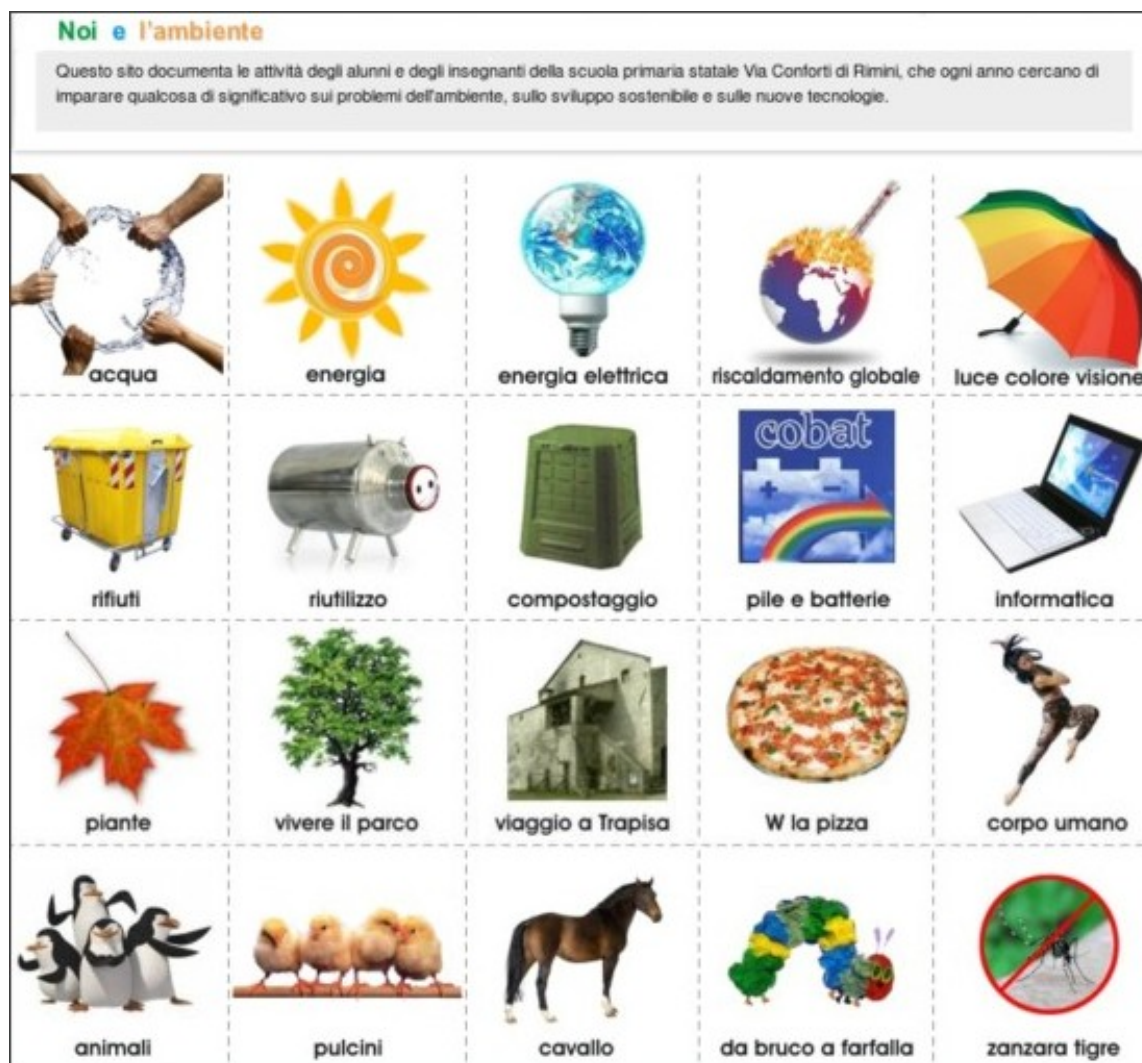 Noi e l'ambiente
Questo sito documenta le attività degli alunni e degli insegnanti della scuola primaria statale Via Conforti di Rimini, che ogni anno cercano di
imparare qualcosa di significativo sui problemi dell'ambiente, sullo sviluppo sostenibile e sulle nuove tecnologie.
acqua
energia
energia elettrica
riscaldamento globale
luce colore visione
cobat
+ -
rifiuti
riutilizzo
compostaggio
pile e batterie
informatica
piante
vivere il parco
viaggio a Trapisa
W la pizza
corpo umano
animali
pulcini
cavallo
da bruco a farfalla
zanzara tigre